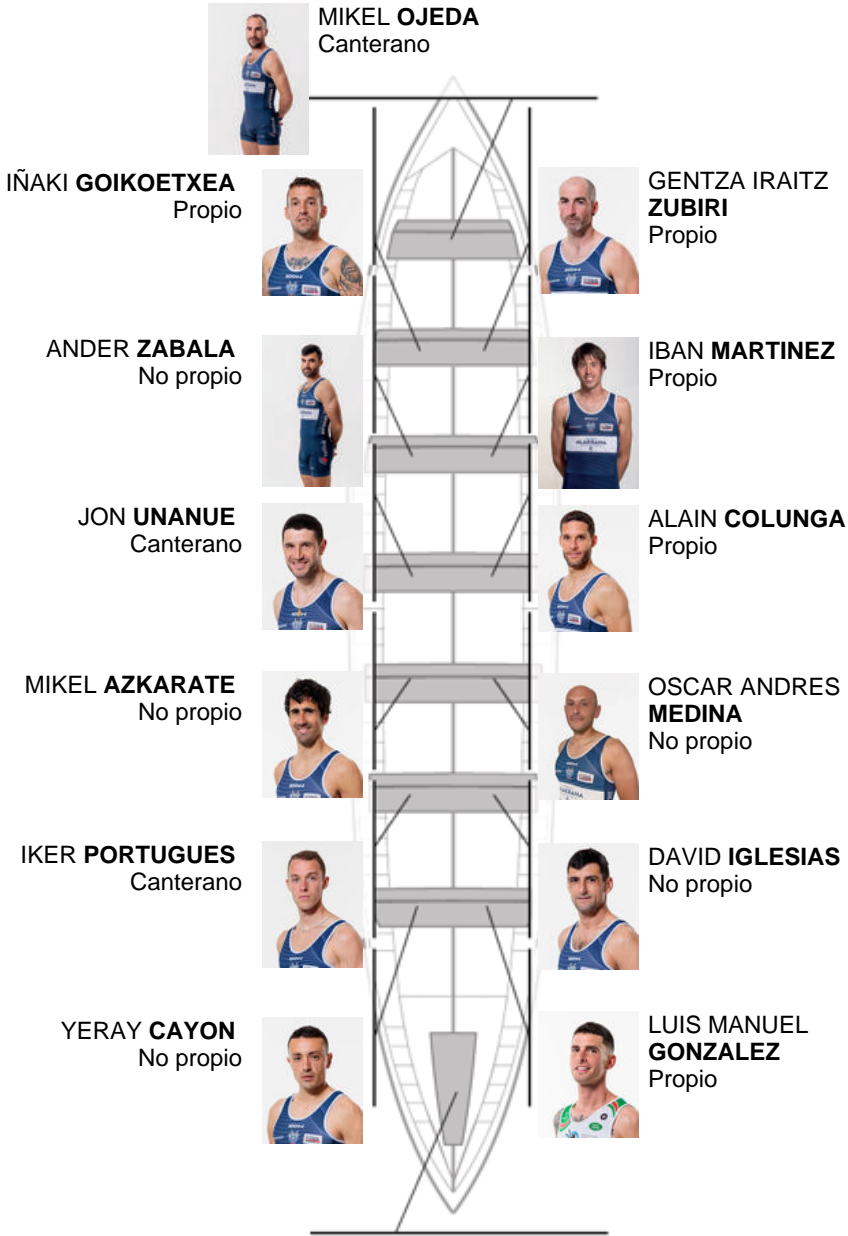 MIKEL OJEDA
Canterano
IÑAKI GOIKOETXEA
Propio
GENTZA IRAITZ
ZUBIRI
Propio
ANDER ZABALA
No propio
IBAN MARTINEZ
Propio
JON UNANUE
Canterano
ALAIN COLUNGA
Propio
MIKEL AZKARATE
No propio
OSCAR ANDRES
MEDINA
No propio
IKER PORTUGUES
Canterano
DAVID IGLESIAS
No propio
YERAY CAYON
No propio
LUIS MANUEL
GONZALEZ
Propio